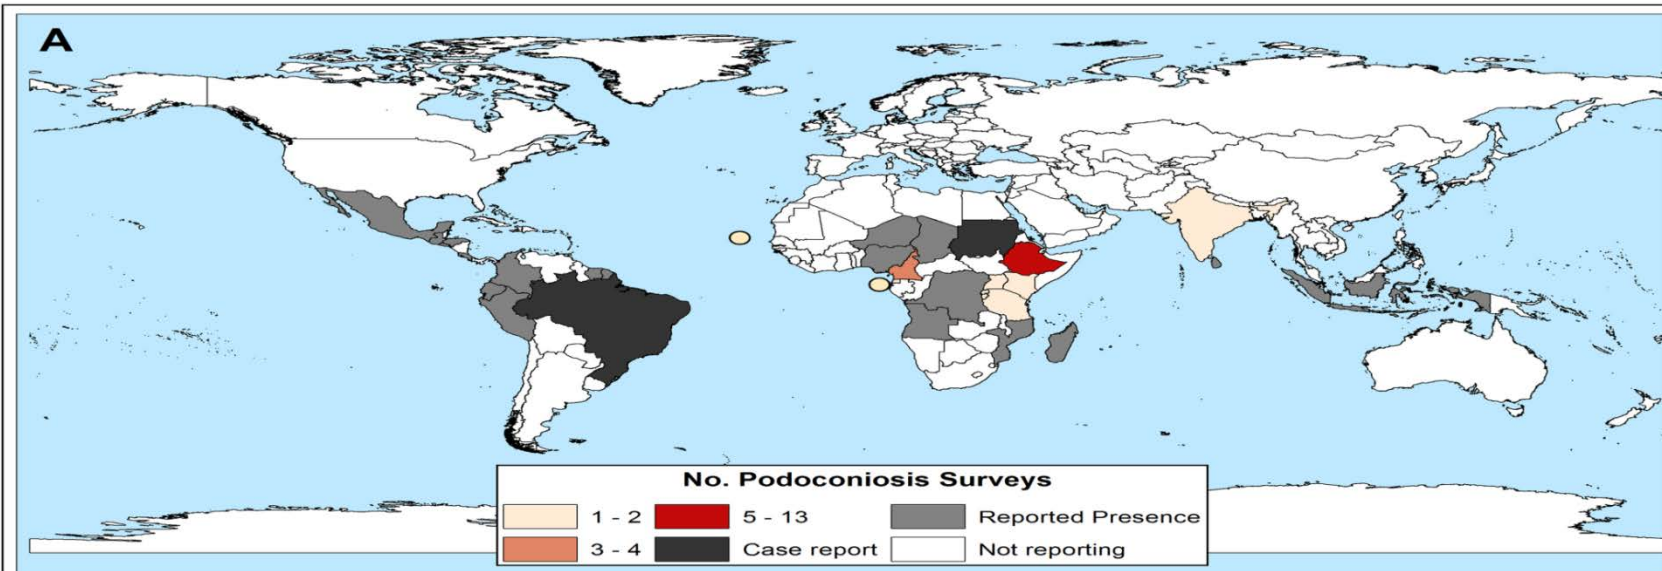 A
No. Podoconiosis Surveys
1 - 2 5 - 13 Reported Presence
3 - 4 Case report Not reporting